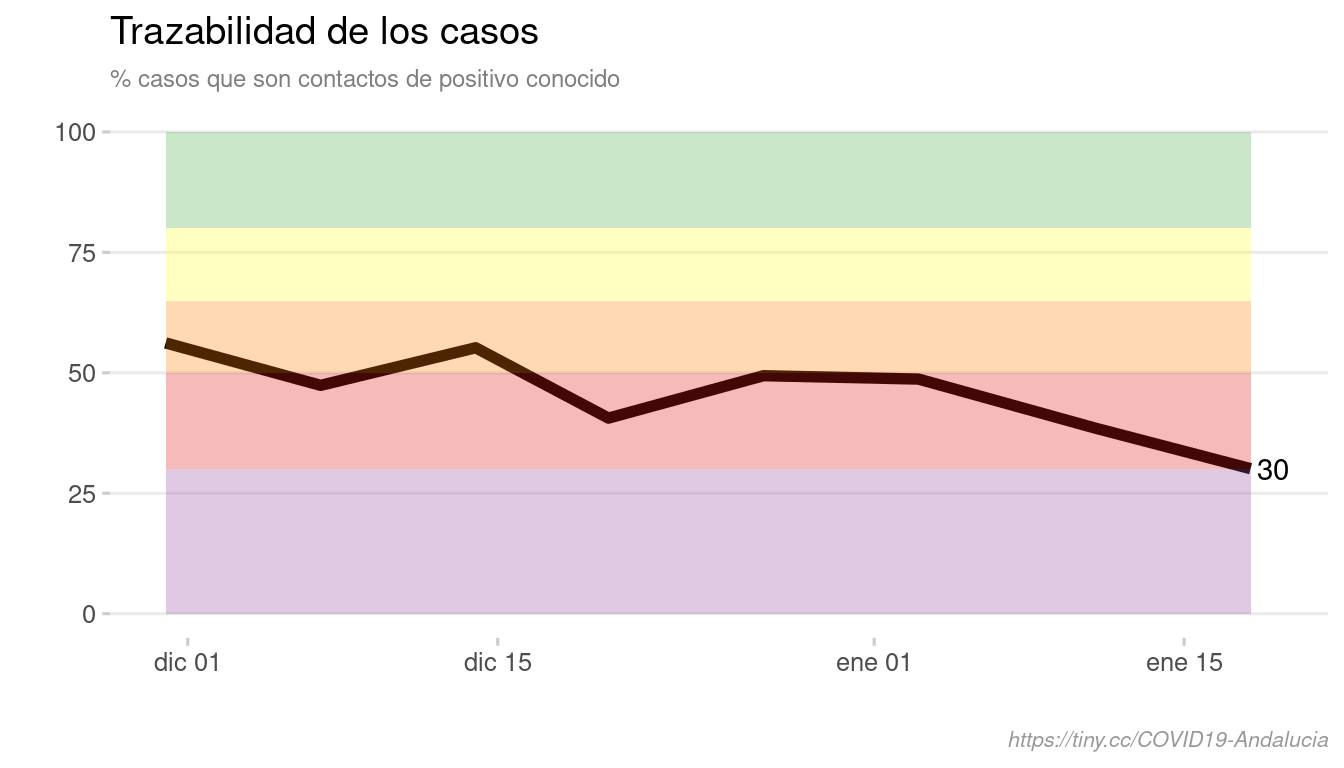 Trazabilidad de los casos
% casos que son contactos de positivo conocido
100
75
50
25
0
30
dic 01
dic 15
ene 01
ene 15
https://tiny.cc/COVID19-Andalucia